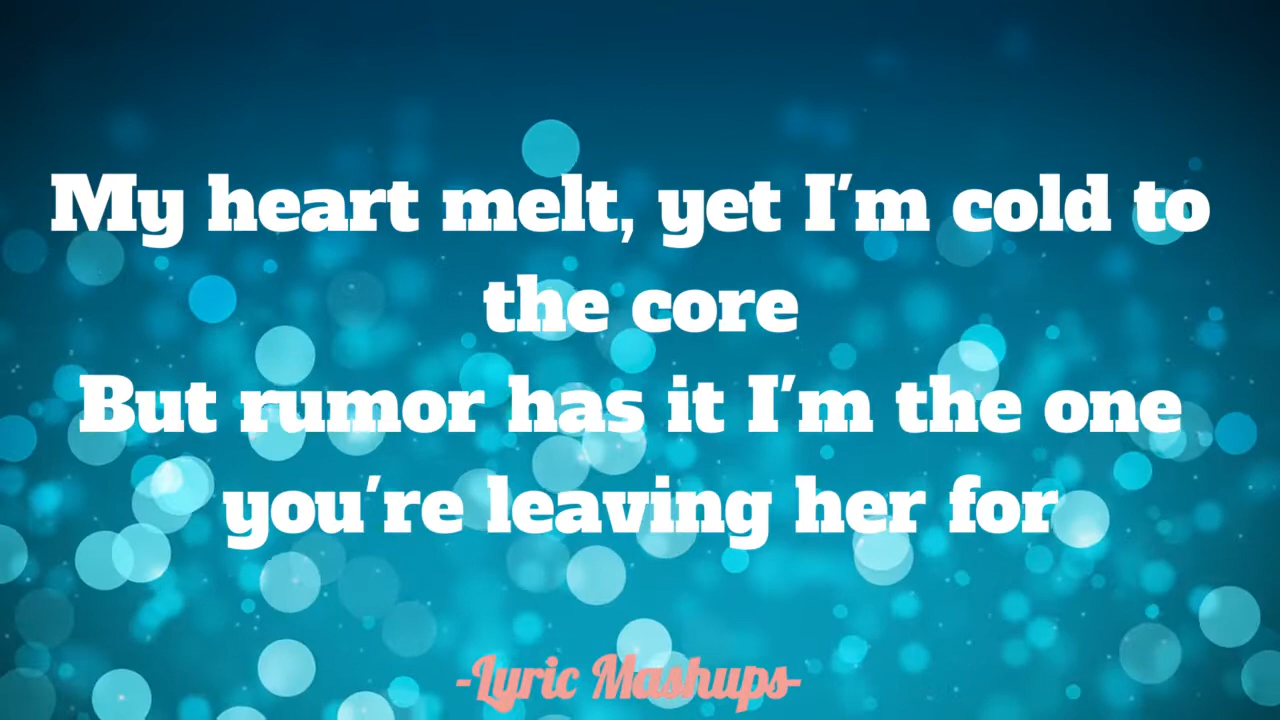 My heart melt, yet I'm cold to
the core
But rumor has it I'm the one
you're leaving her for
-Lyric Mashups-